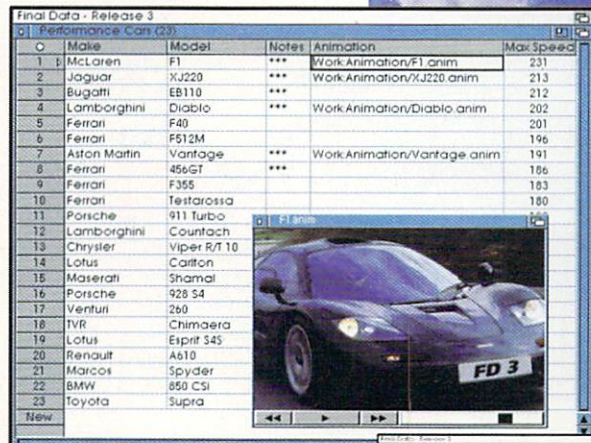 Final Data - Release 3
Performance Cars (23)
Make Model Notes Animation Max Speed
1 McLaren F1 *** Work:Animation/F1.anim 231
2 Jaguar XJ220 *** Work:Animation/XJ220.anim 213
3 Bugatti EB110 *** 212
4 Lamborghini Diablo *** Work:Animation/Diablo.anim 202
5 Ferrari F40 201
6 Ferrari F512M 196
7 Aston Martin Vantage *** Work:Animation/Vantage.anim 191
8 Ferrari 456GT *** 186
9 Ferrari F355 183
10 Ferrari Testarossa 180
11 Porsche 911 Turbo
F1.anim
12 Lamborghini Countach
13 Chrysler Viper R/T 10
14 Lotus Carlton
15 Maserati Shamal
16 Porsche 928 S4
17 Venturi 260
18 TVR Chimaera
19 Lotus Esprit S4S
20 Renault A610
21 Marcos Spyder
22 BMW 850 CSi
23 Toyota Supra
FD 3
New
Final Data - Release 3